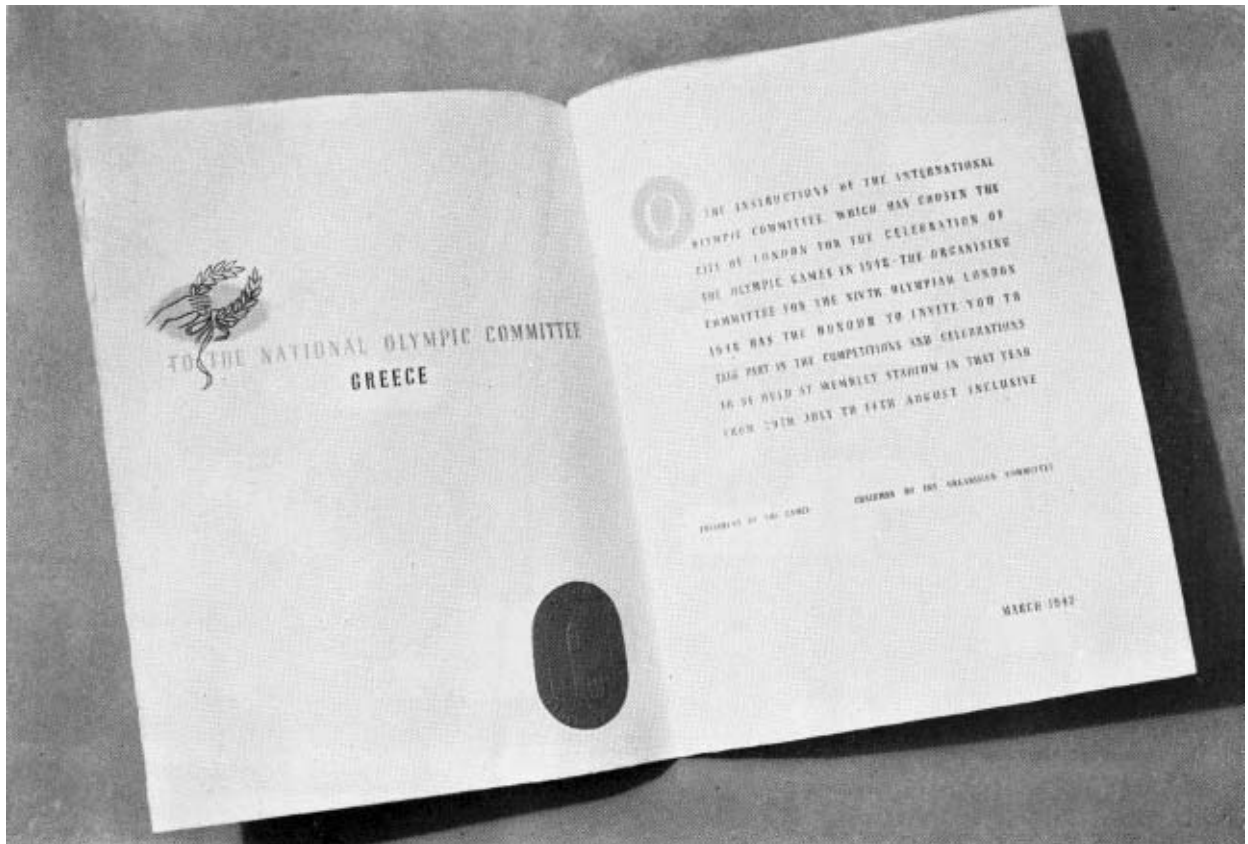 TO THE NATIONAL OLYMPIC COMMITTEE
GREECE
O THE INSTRUCTIONS OF THE INTERNATIONAL
OLYMPIC COMMITTEE WHICH HAS CHOSEN THE
CITY OF LONDON FOR THE CELEBRATION OF
THE OLYMPIC GAMES IN 1948-THE ORGANISING
COMMITTEE FOR THE XIVTH OLYMPIAD LONDON
1948 HAS THE HONOUR TO INVITE YOU TO
TAKE PART IN THE COMPETITIONS AND CELEBRATIONS
TO BE HELD AT WEMBLEY STADIUM IN THAT YEAR
FROM 29TH JULY TO 14TH AUGUST INCLUSIVE
PRESIDENT OF THE GAMES
CHAIRMAN OF THE ORGANISING COMMITTEE
MARCH 1947